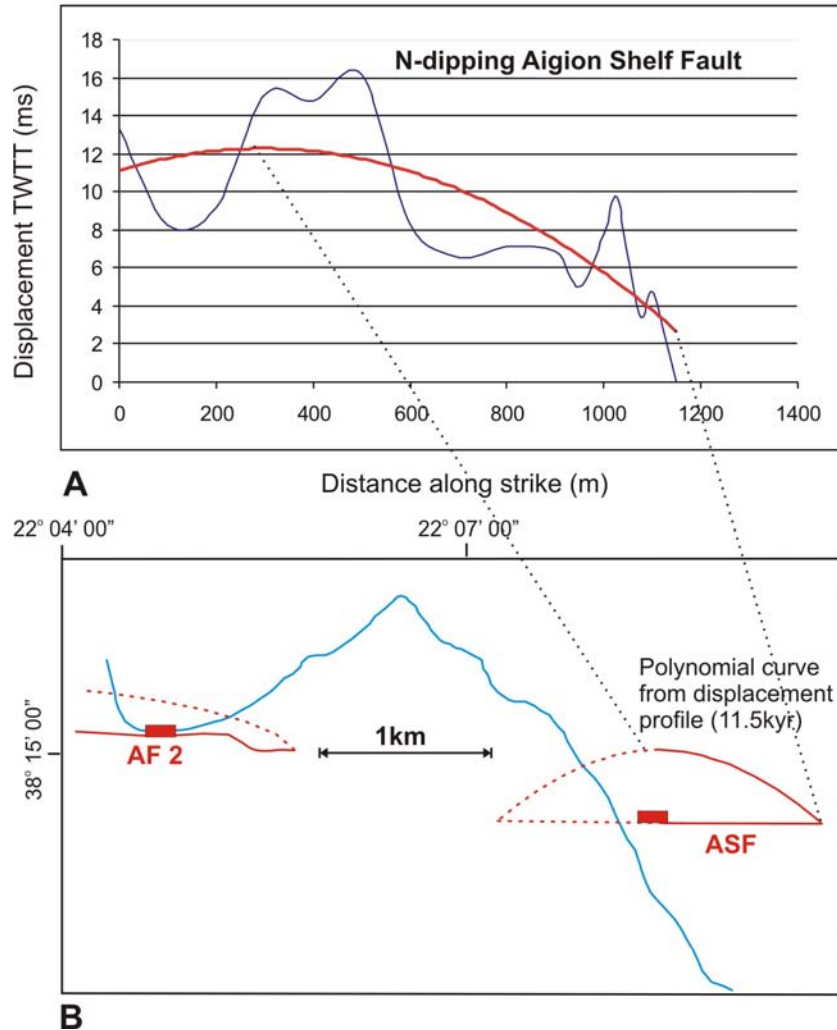 N-dipping Aigion Shelf Fault
Displacement TWTT (ms)
18
16
14
12
10
8
6
4
2
0
0 200 400 600 800 1000 1200 1400
A
Distance along strike (m)
22° 04' 00" 22° 07' 00"
38° 15' 00"
Polynomial curve
from displacement
profile (11.5kyr)
1km
AF 2
ASF
B